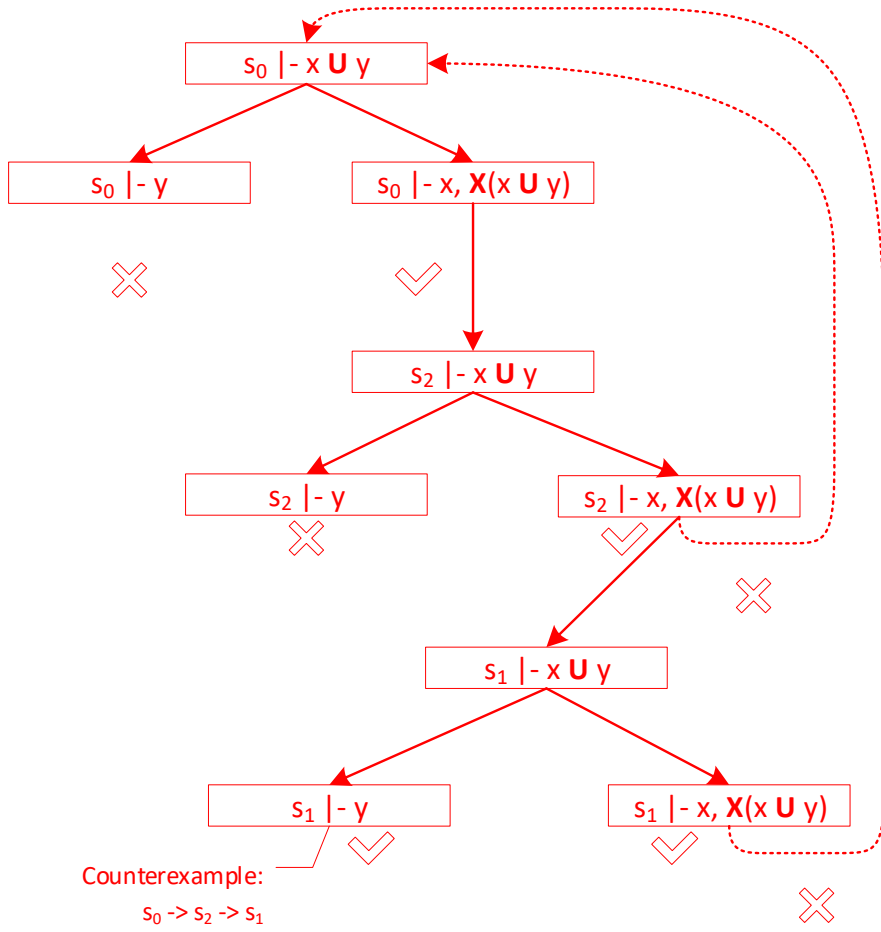 s₀ |- x U y
s₀ |- y
s₀ |- x, X(x U y)
s₂ |- x U y
s₂ |- y
s₂ |- x, X(x U y)
s₁ |- x U y
s₁ |- y
s₁ |- x, X(x U y)
Counterexample:
s₀ -> s₂ -> s₁